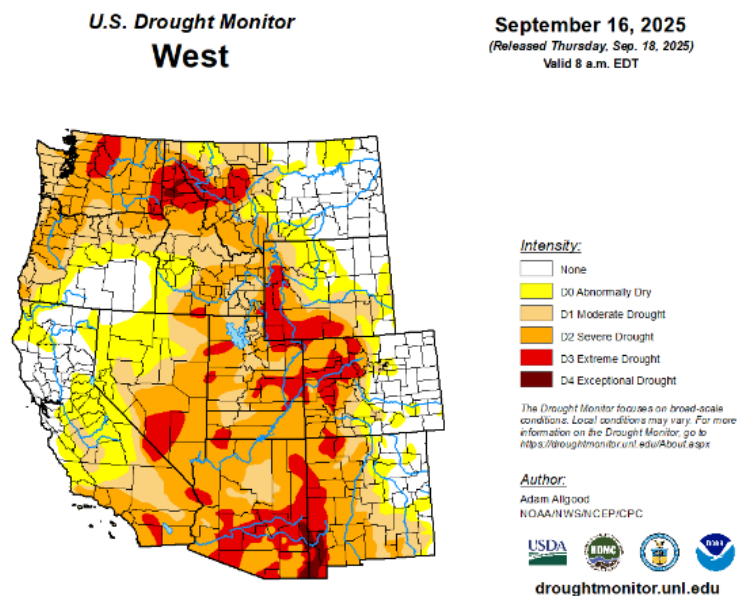 U.S. Drought Monitor
West
September 16, 2025
(Released Thursday, Sep. 18, 2025)
Valid 8 a.m. EDT
Intensity:
None
D0 Abnormally Dry
D1 Moderate Drought
D2 Severe Drought
D3 Extreme Drought
D4 Exceptional Drought
The Drought Monitor focuses on broad-scale
conditions. Local conditions may vary. For more
information on the Drought Monitor, go to
https://droughtmonitor.unl.edu/About.aspx
Author:
Adam Allgood
NOAA/NWS/NCEP/CPC
USDA
NDMC
NOAA
droughtmonitor.unl.edu